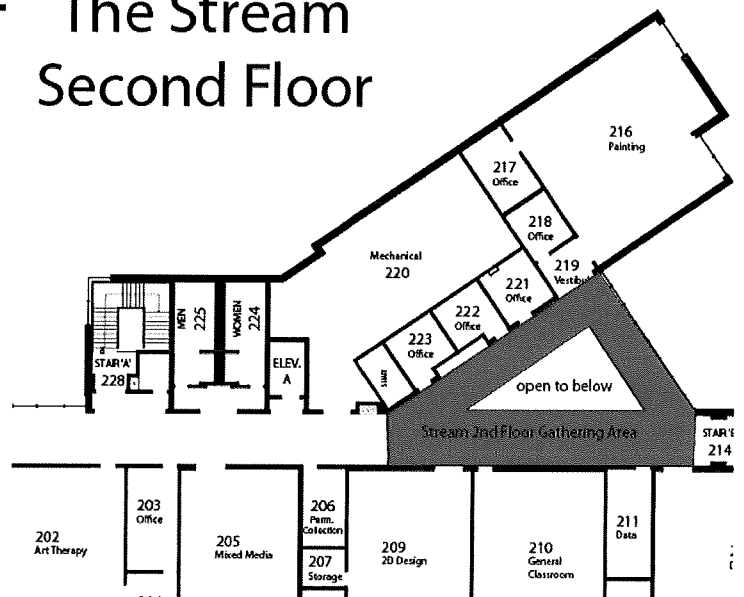 The Stream
Second Floor
216
Painting
217
Office
218
Office
Mechanical
220
219
221
Office
222
Office
223
Office
MEN
225
WOMEN
224
ELEV.
A
STAIR 'A'
228
open to below
Stream 2nd Floor Gathering Area
214
202
Art Therapy
203
Office
205
Mixed Media
206
Perm.
Collection
207
Storage
209
2D Design
210
General
Classroom
211
Data